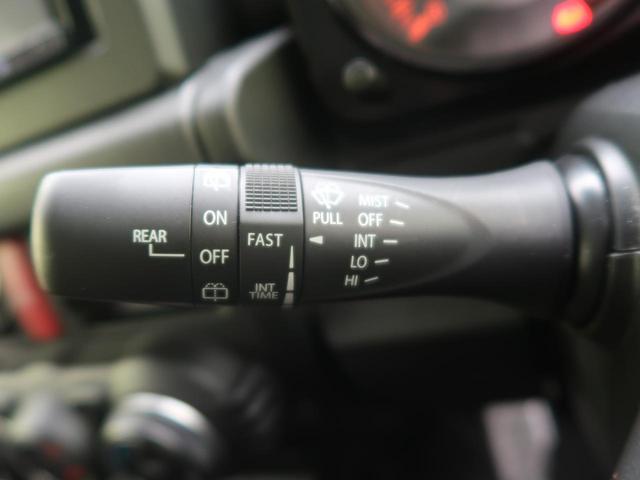 REAR
ON
OFF
FAST
INT
TIME
PULL
MIST
OFF
INT
LO
HI